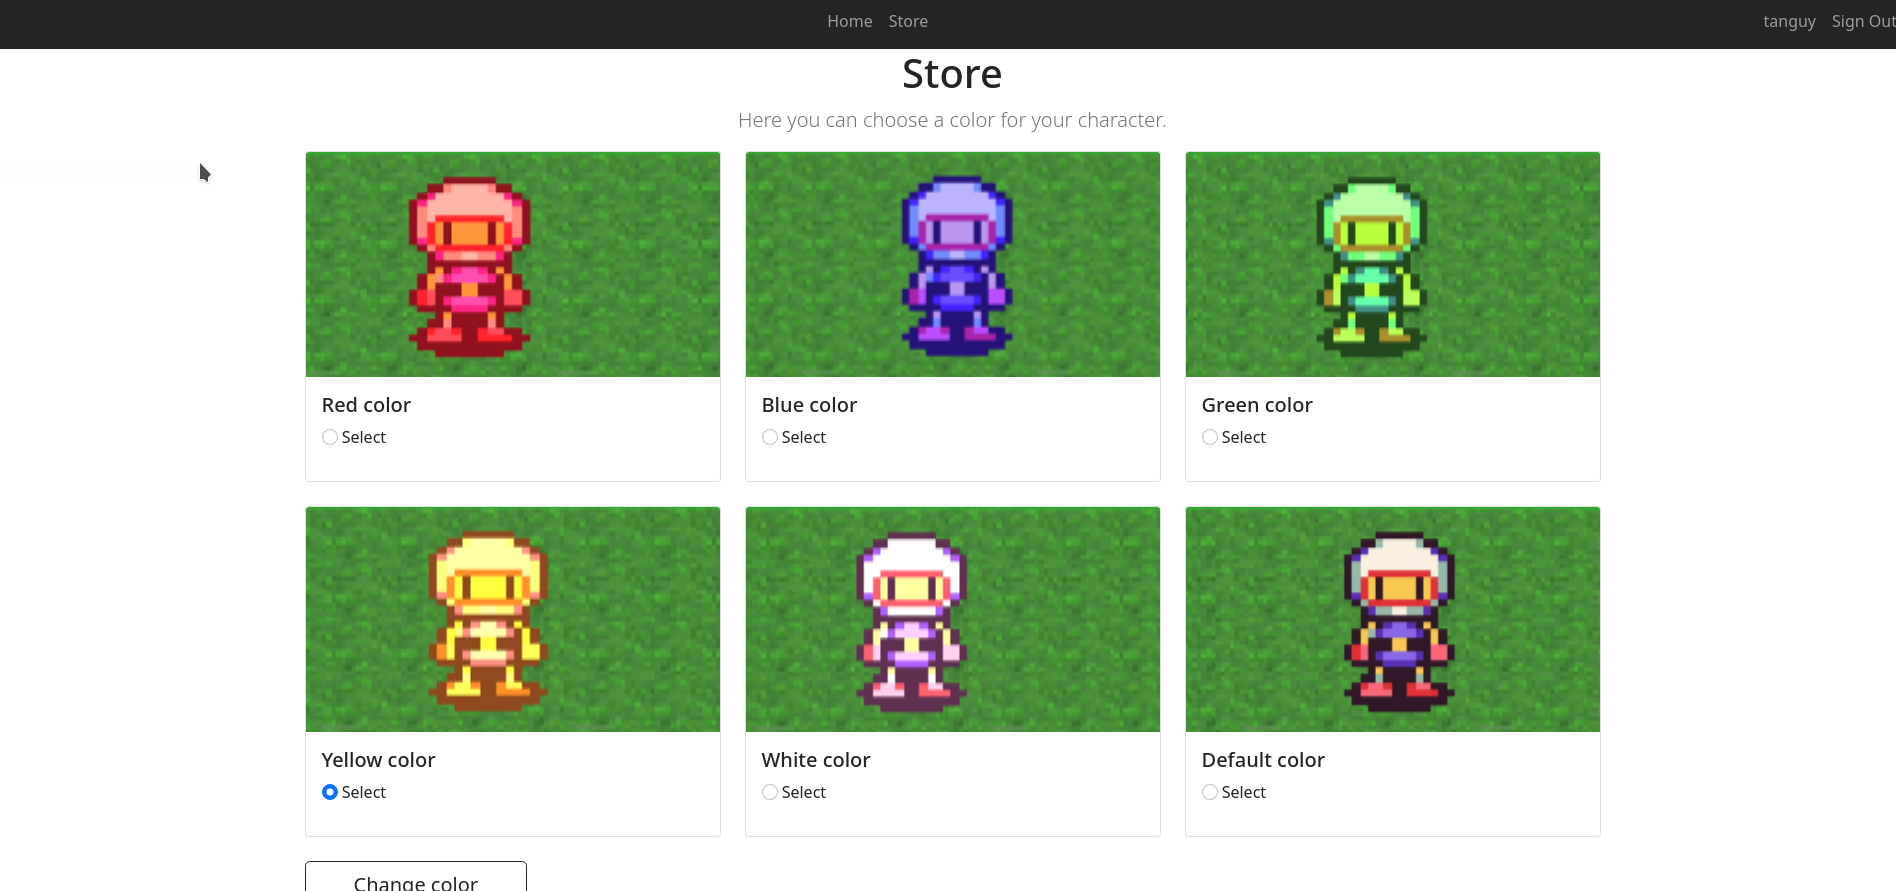 Home Store tanguy Sign Out
Store
Here you can choose a color for your character.
Red color
Select
Blue color
Select
Green color
Select
Yellow color
Select
White color
Select
Default color
Select
Change color